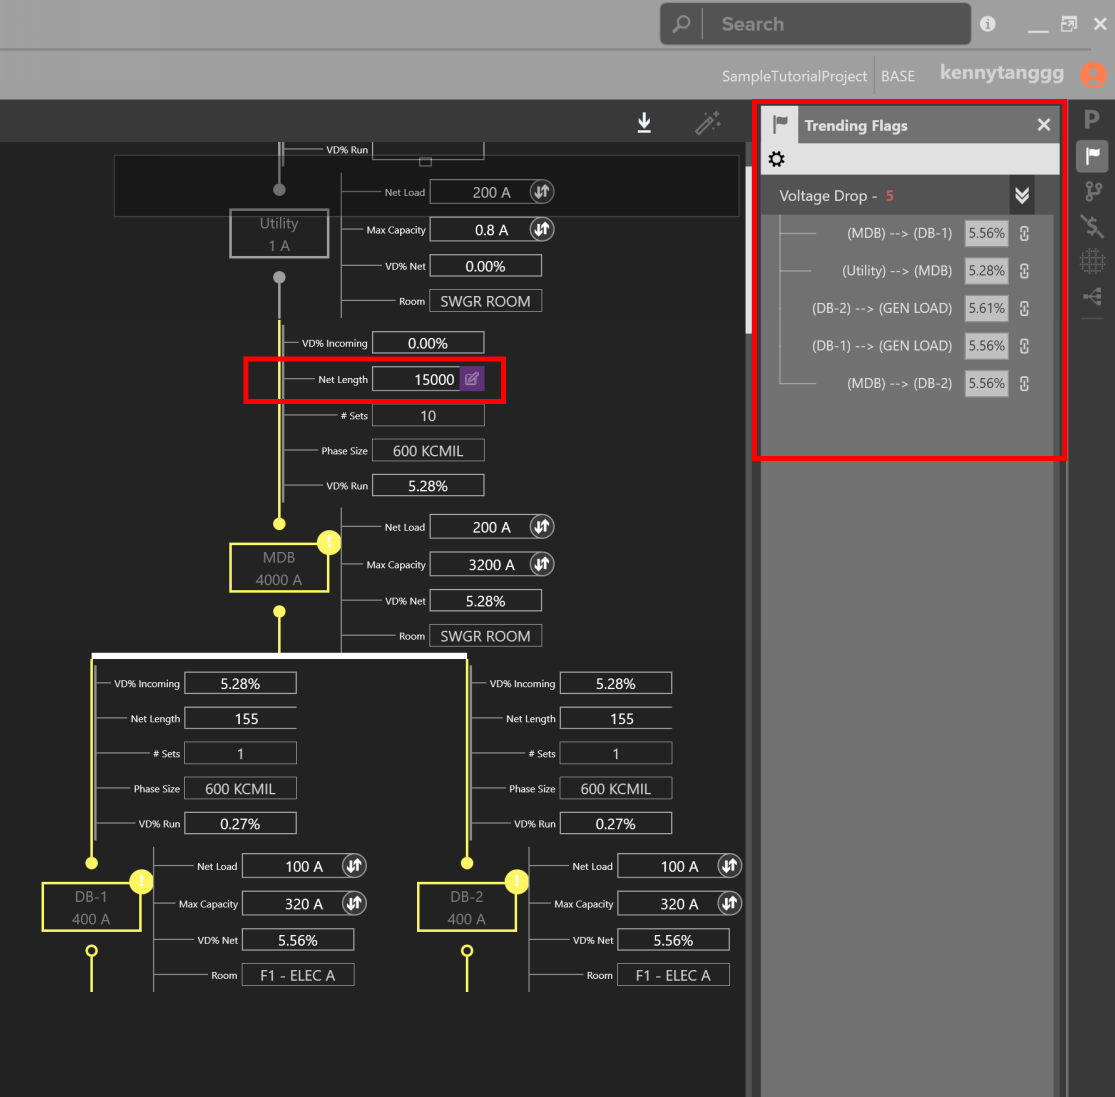 Search
SampleTutorialProject BASE kennytanggg
Trending Flags
Voltage Drop - 5
(MDB) --> (DB-1) 5.56%
(Utility) --> (MDB) 5.28%
(DB-2) --> (GEN LOAD) 5.61%
(DB-1) --> (GEN LOAD) 5.56%
(MDB) --> (DB-2) 5.56%
P
VD% Run
Utility
1 A
Net Load 200 A
Max Capacity 0.8 A
VD% Net 0.00%
Room SWGR ROOM
VD% Incoming 0.00%
Net Length 15000
# Sets 10
Phase Size 600 KCMIL
VD% Run 5.28%
MDB
4000 A
Net Load 200 A
Max Capacity 3200 A
VD% Net 5.28%
Room SWGR ROOM
VD% Incoming 5.28%
Net Length 155
# Sets 1
Phase Size 600 KCMIL
VD% Run 0.27%
VD% Incoming 5.28%
Net Length 155
# Sets 1
Phase Size 600 KCMIL
VD% Run 0.27%
DB-1
400 A
Net Load 100 A
Max Capacity 320 A
VD% Net 5.56%
Room F1 - ELEC A
DB-2
400 A
Net Load 100 A
Max Capacity 320 A
VD% Net 5.56%
Room F1 - ELEC A